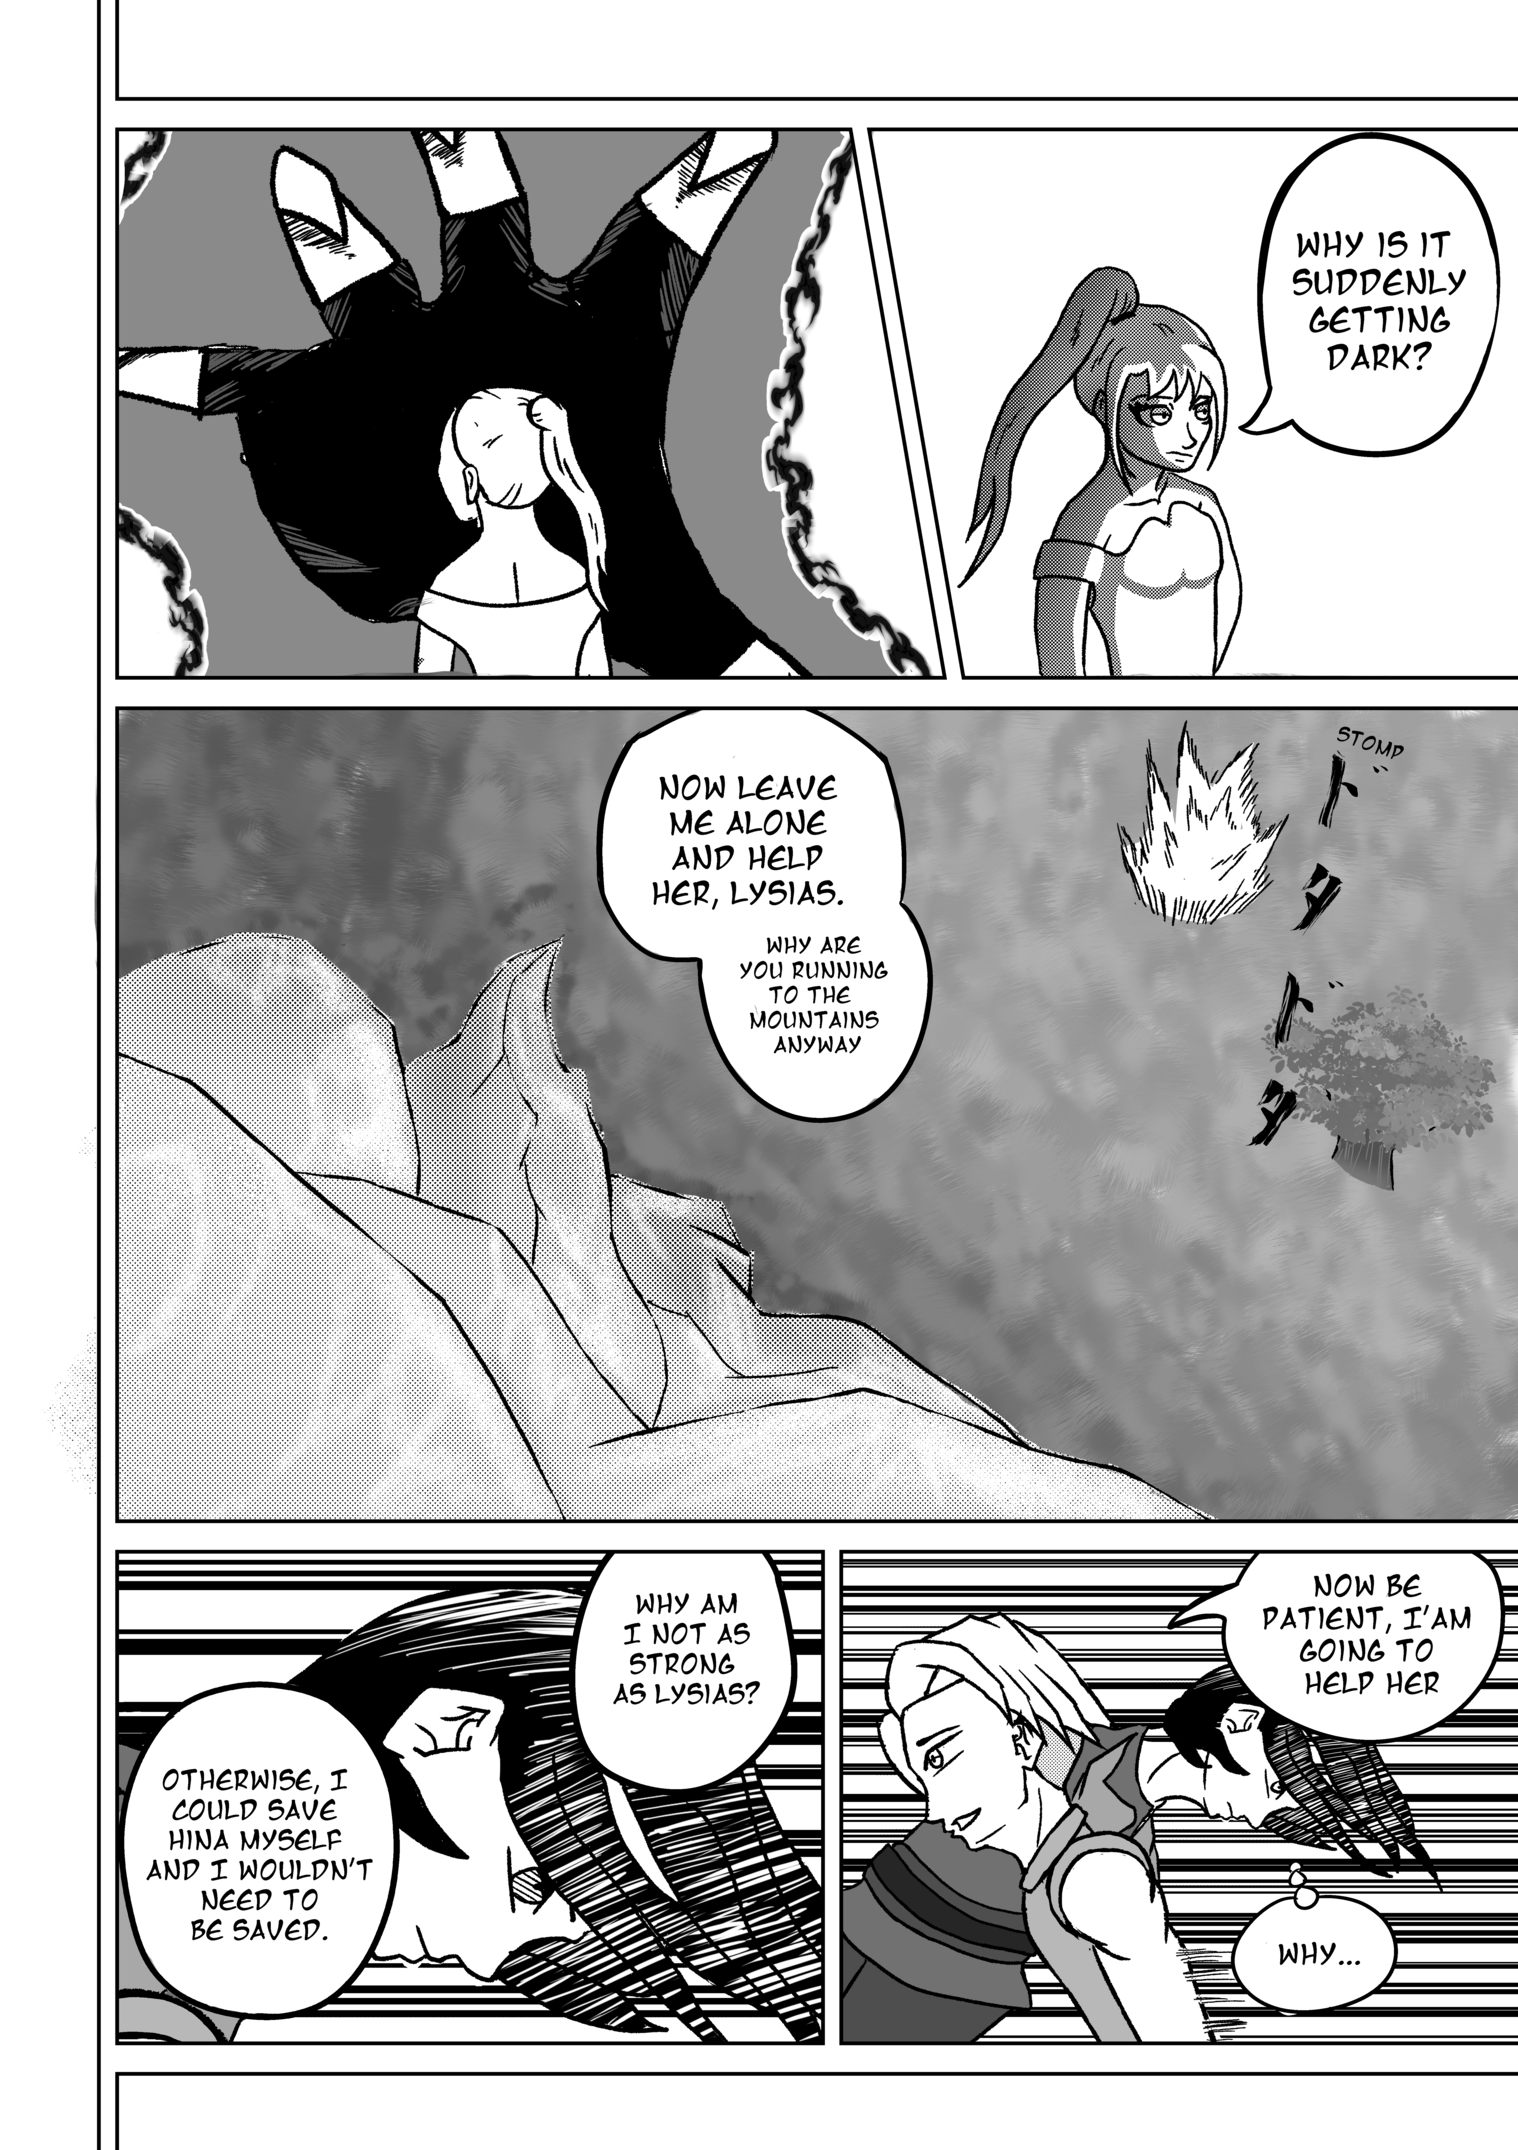 WHY IS IT
SUDDENLY
GETTING
DARK?
STOMP
ド
タ
ド
タ
NOW LEAVE
ME ALONE
AND HELP
HER, LYSIAS.
WHY ARE
YOU RUNNING
TO THE
MOUNTAINS
ANYWAY
NOW BE
PATIENT, I'AM
GOING TO
HELP HER
WHY...
WHY AM
I NOT AS
STRONG
AS LYSIAS?
OTHERWISE, I
COULD SAVE
HINA MYSELF
AND I WOULDN'T
NEED TO
BE SAVED.